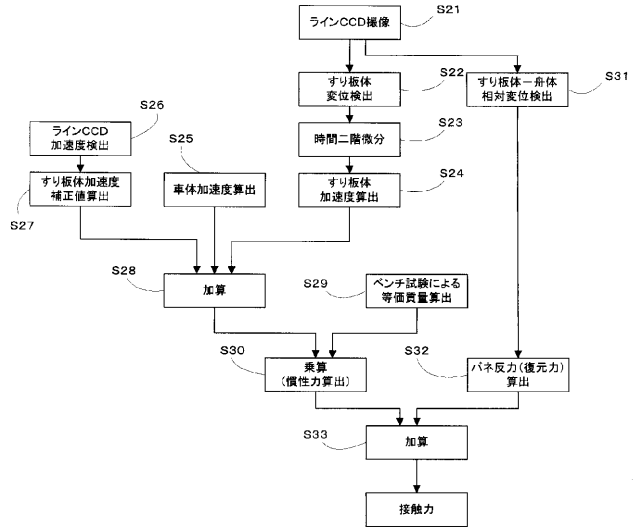 ラインCCD撮像
S21
すり板体
変位検出
S22
すり板体－舟体
相対変位検出
S31
S26
ラインCCD
加速度検出
S25
時間二階微分
S23
すり板体加速度
補正値算出
S27
車体加速度算出
すり板体
加速度算出
S24
S28
加算
S29
ベンチ試験による
等価質量算出
S30
乗算
(慣性力算出)
S32
バネ反力(復元力)
算出
S33
加算
接触力